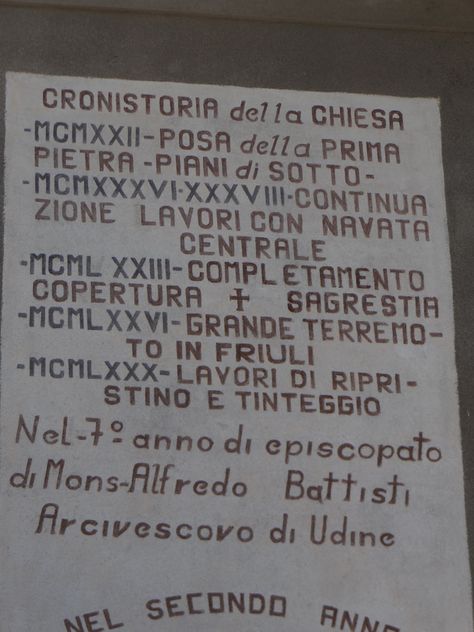 CRONISTORIA della CHIESA
-MCMXXII-POSA della PRIMA
PIETRA-PIANI di SOTTO-
-MCMXXXVI-XXXVIII-CONTINUA
ZIONE LAVORI CON NAVATA
CENTRALE
-MCMLXXIII-COMPLETAMENTO
COPERTURA + SAGRESTIA
-MCMLXXVI-GRANDE TERREMO-
TO IN FRIULI
-MCMLXXX-LAVORI DI RIPRI-
STINO E TINTEGGIO
Nel-7º anno di episcopato
di Mons-Alfredo Battisti
Arcivescovo di Udine
NEL SECONDO ANNO